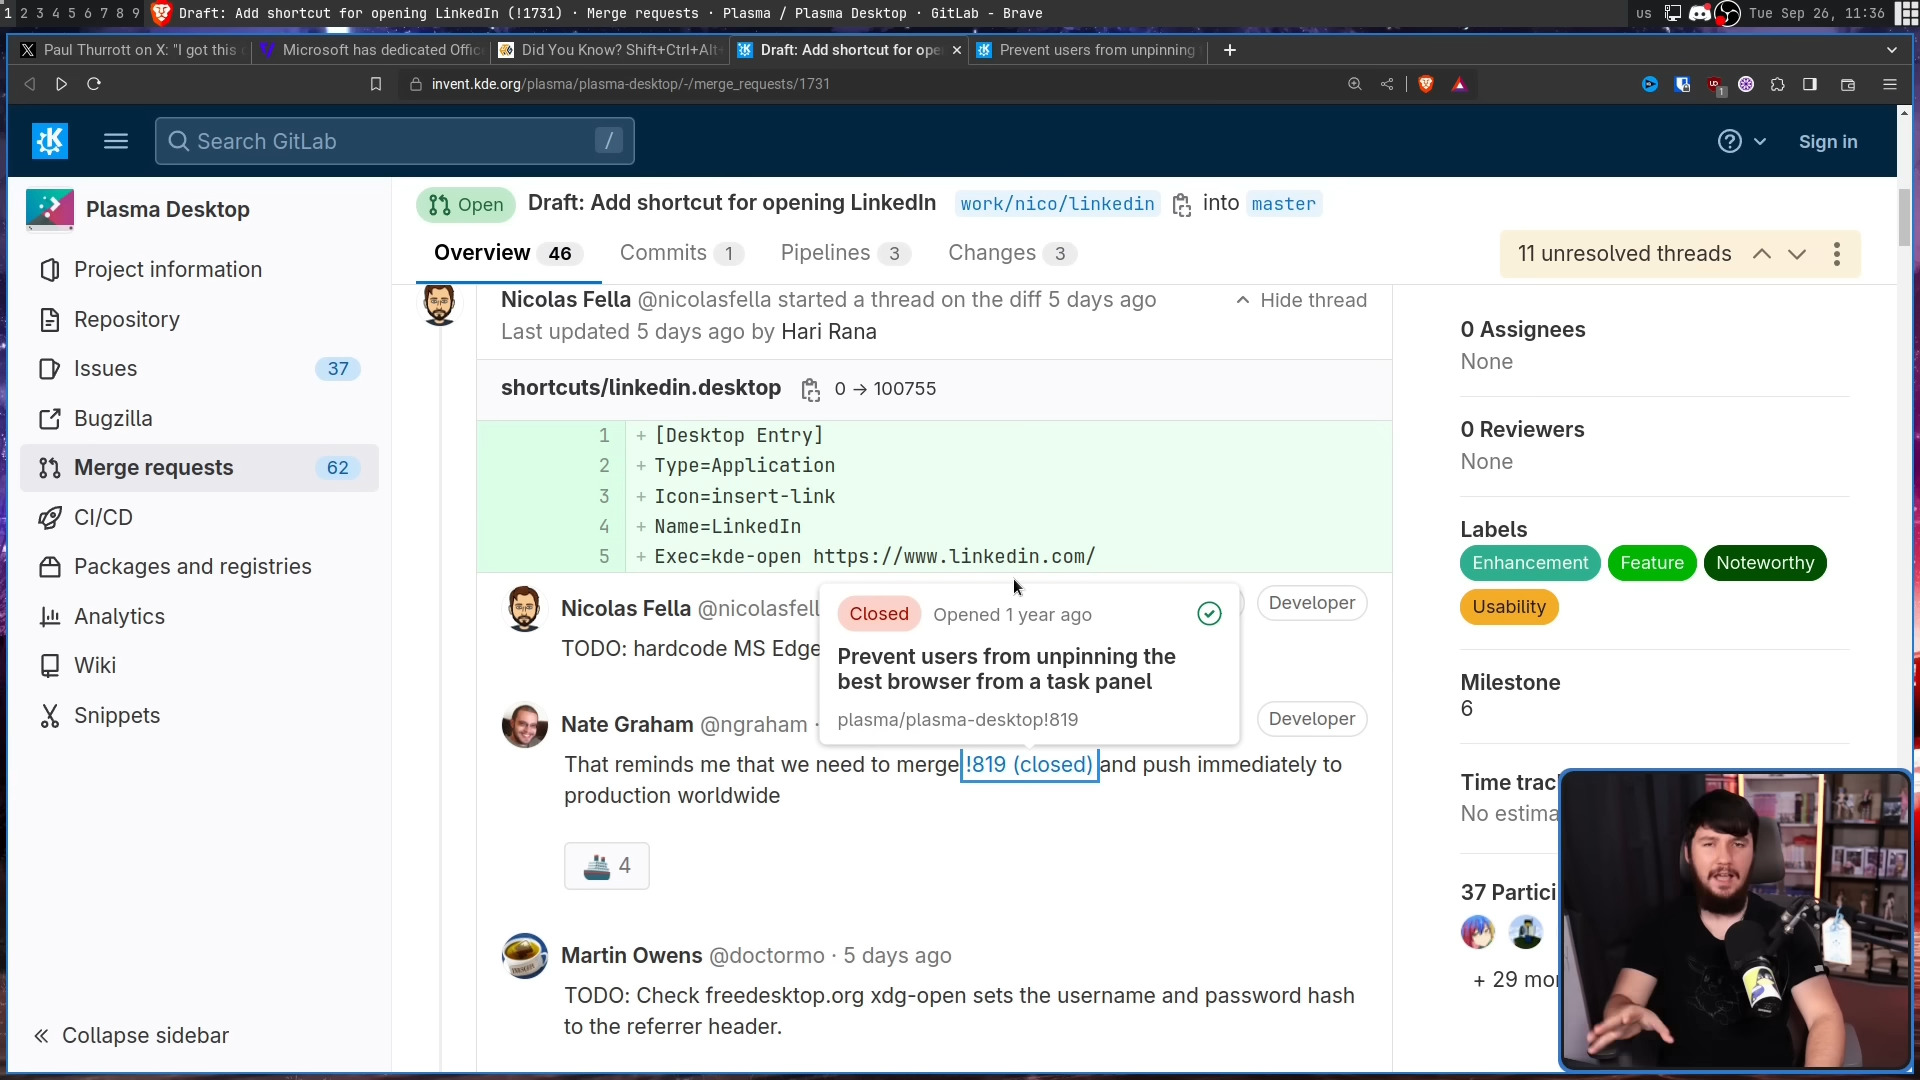 1 2 3 4 5 6 7 8 9 Draft: Add shortcut for opening LinkedIn (!1731) · Merge requests · Plasma / Plasma Desktop · GitLab - Brave
us Tue Sep 26, 11:36
Paul Thurrott on X: "I got this
Microsoft has dedicated Offic
Did You Know? Shift+Ctrl+Alt+
Draft: Add shortcut for ope
Prevent users from unpinning
invent.kde.org/plasma/plasma-desktop/-/merge_requests/1731
Search GitLab /
Sign in
Plasma Desktop
Project information
Repository
Issues 37
Bugzilla
Merge requests 62
CI/CD
Packages and registries
Analytics
Wiki
Snippets
Collapse sidebar
Open Draft: Add shortcut for opening LinkedIn work/nico/linkedin into master
Overview 46 Commits 1 Pipelines 3 Changes 3
11 unresolved threads
Nicolas Fella @nicolasfella started a thread on the diff 5 days ago
Hide thread
Last updated 5 days ago by Hari Rana
shortcuts/linkedin.desktop 0 → 100755
1 + [Desktop Entry]
2 + Type=Application
3 + Icon=insert-link
4 + Name=LinkedIn
5 + Exec=kde-open https://www.linkedin.com/
Nicolas Fella @nicolasfell
Developer
TODO: hardcode MS Edge
Closed Opened 1 year ago
Prevent users from unpinning the
best browser from a task panel
plasma/plasma-desktop!819
Nate Graham @ngraham ·
Developer
That reminds me that we need to merge !819 (closed) and push immediately to
production worldwide
4
Martin Owens @doctormo · 5 days ago
TODO: Check freedesktop.org xdg-open sets the username and password hash
to the referrer header.
0 Assignees
None
0 Reviewers
None
Labels
Enhancement Feature Noteworthy
Usability
Milestone
6
Time trac
No estima
37 Partici
+ 29 mor